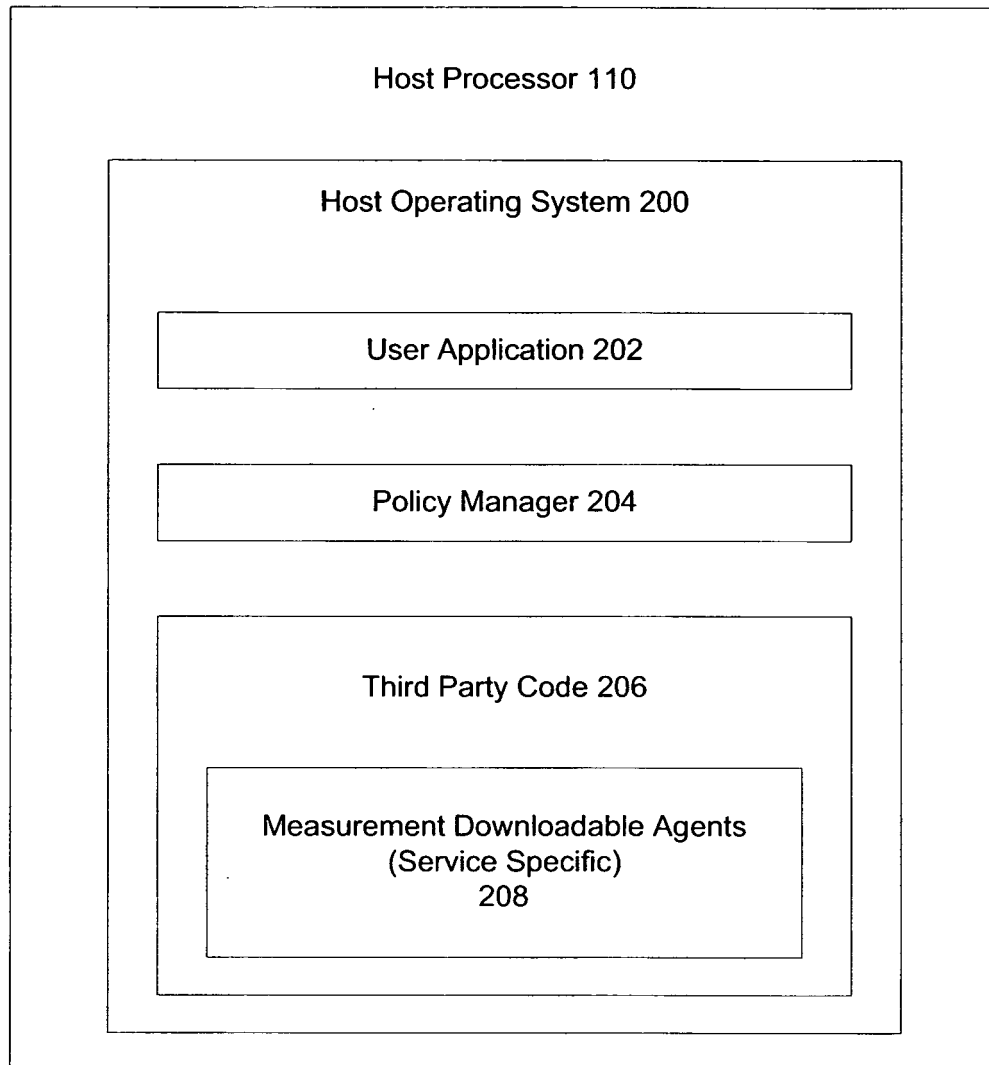 Host Processor 110
Host Operating System 200
User Application 202
Policy Manager 204
Third Party Code 206
Measurement Downloadable Agents
(Service Specific)
208